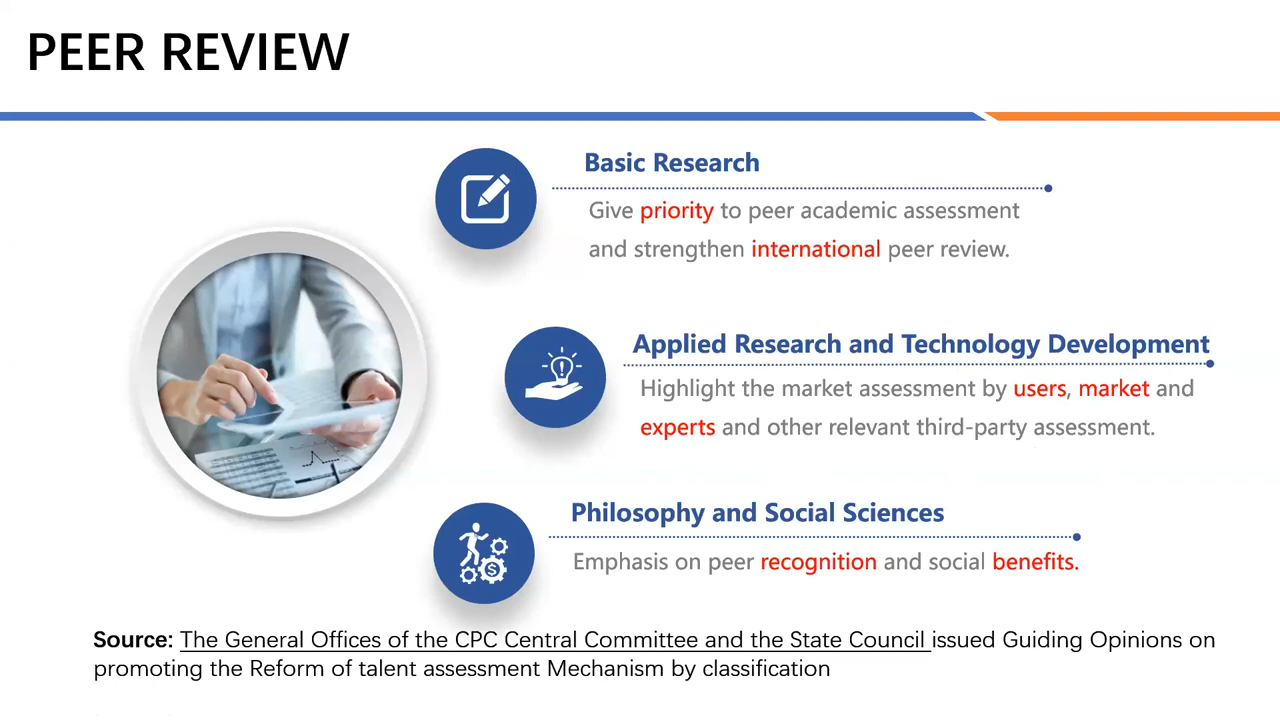 PEER REVIEW
Basic Research
Give priority to peer academic assessment
and strengthen international peer review.
Applied Research and Technology Development
Highlight the market assessment by users, market and
experts and other relevant third-party assessment.
Philosophy and Social Sciences
Emphasis on peer recognition and social benefits.
Source: The General Offices of the CPC Central Committee and the State Council issued Guiding Opinions on
promoting the Reform of talent assessment Mechanism by classification